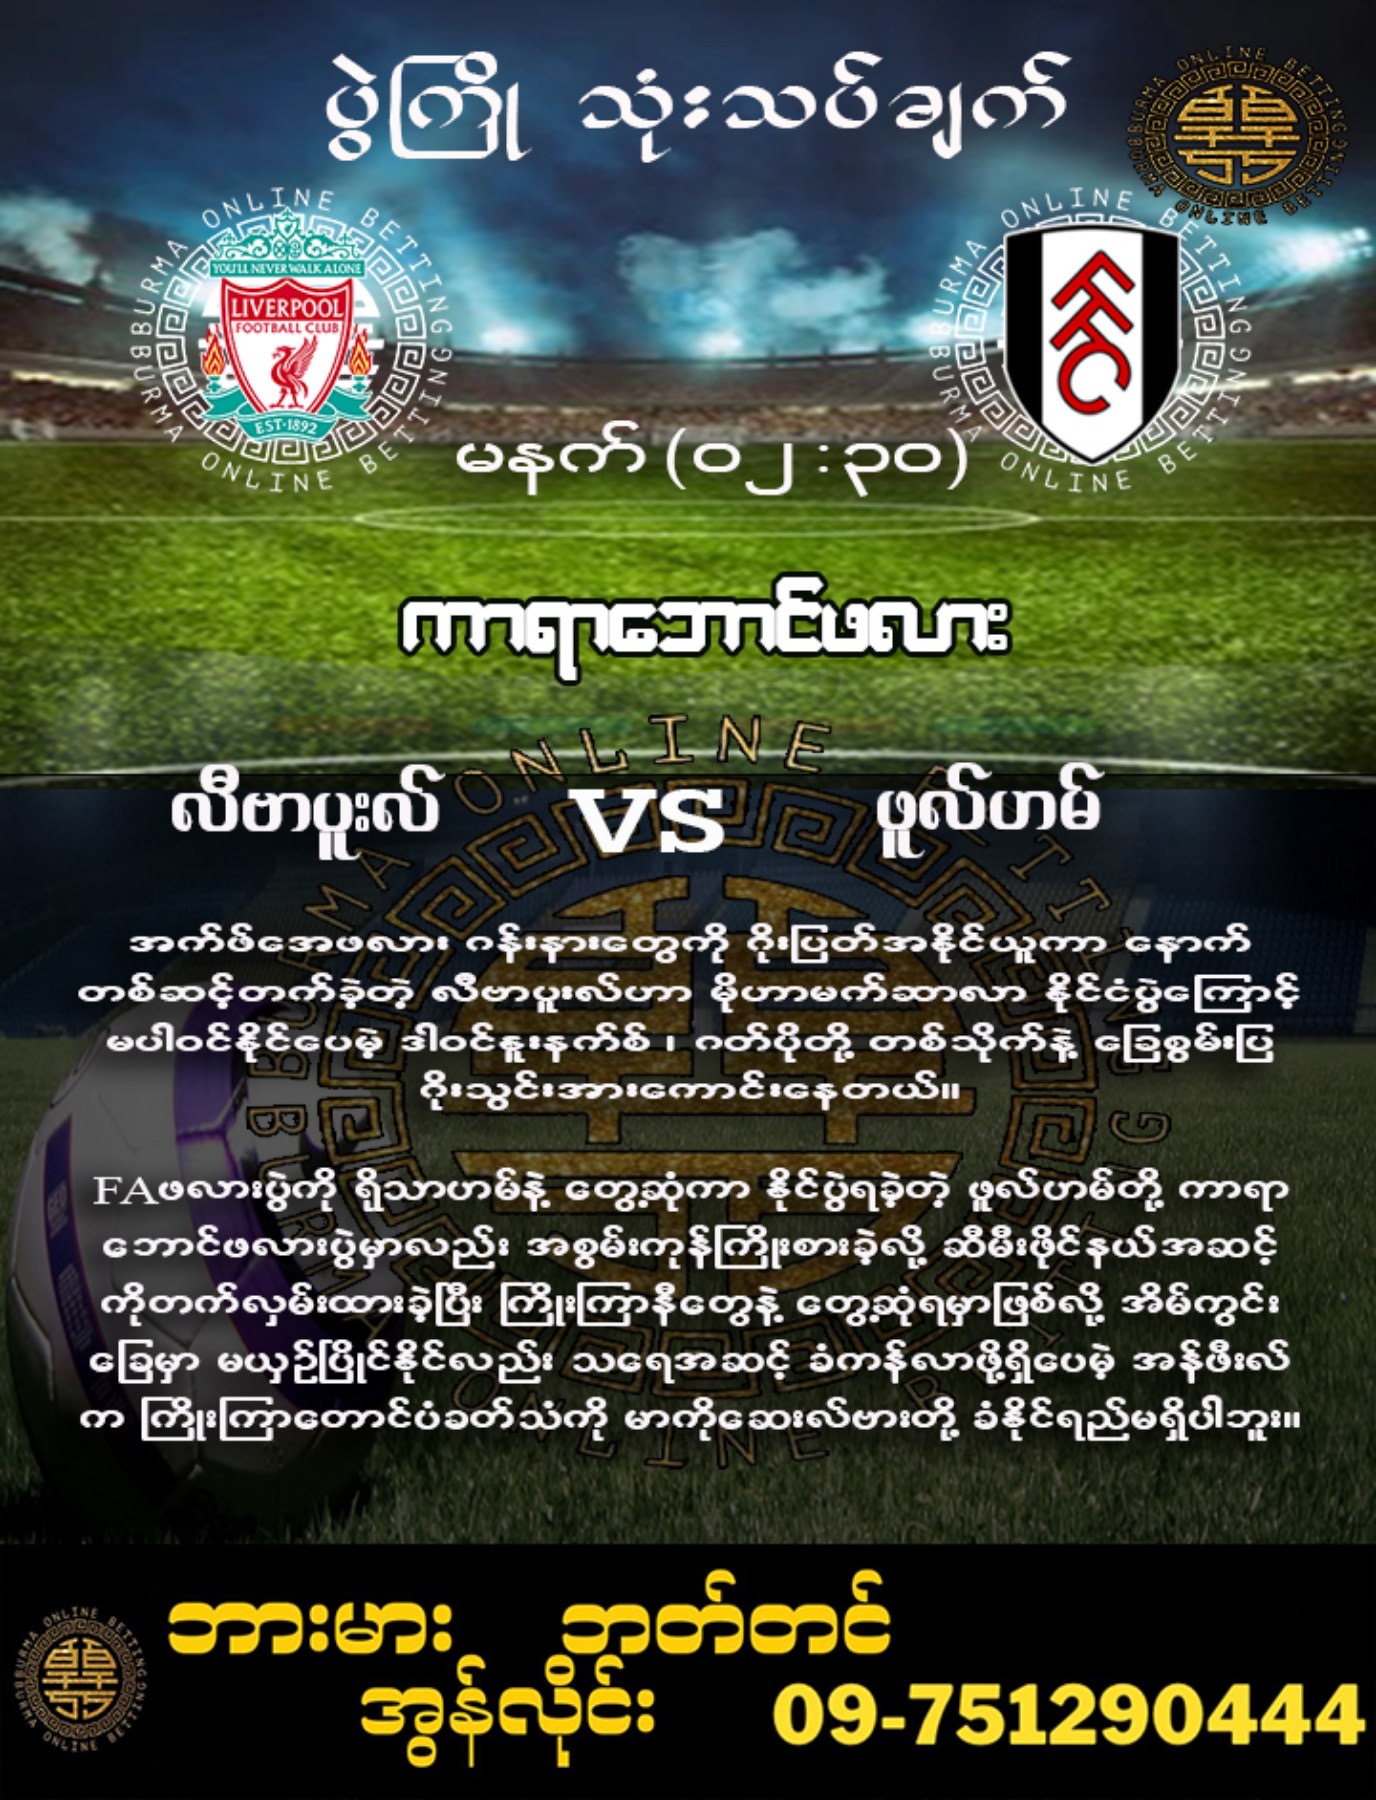 ပွဲကြို သုံးသပ်ချက်
BURMA ONLINE BETTING
YOU'LL NEVER WALK ALONE
LIVERPOOL
FOOTBALL CLUB
EST·1892
FFC
မနက် (၀၂ : ၃၀)
ကာရာဘောင်ဖလား
လီဗာပူးလ် VS ဖူလ်ဟမ်
အက်ဖ်အေဖလား ဂန်းနားတွေကို ဂိုးပြတ်အနိုင်ယူကာ နောက်
တစ်ဆင့်တက်ခဲ့တဲ့ လီဗာပူးလ်ဟာ မိုဟာမက်ဆာလာ နိုင်ငံပွဲကြောင့်
မပါဝင်နိုင်ပေမဲ့ ဒါဝင်နူးနက်စ် ၊ ဂတ်ပိုတို့ တစ်သိုက်နဲ့ ခြေစွမ်းပြ
ဂိုးသွင်းအားကောင်းနေတယ်။
FAဖလားပွဲကို ရိုသာဟမ်နဲ့ တွေ့ဆုံကာ နိုင်ပွဲရခဲ့တဲ့ ဖူလ်ဟမ်တို့ ကာရာ
ဘောင်ဖလားပွဲမှာလည်း အစွမ်းကုန်ကြိုးစားခဲ့လို့ ဆီမီးဖိုင်နယ်အဆင့်
ကိုတက်လှမ်းထားခဲ့ပြီး ကြိုးကြာနီတွေနဲ့ တွေ့ဆုံရမှာဖြစ်လို့ အိမ်ကွင်း
ခြေမှာ မယှဉ်ပြိုင်နိုင်လည်း သရေအဆင့် ခံကန်လာဖို့ရှိပေမဲ့ အန်ဖီးလ်
က ကြိုးကြာတောင်ပံခတ်သံကို မာကိုဆေးလ်ဗားတို့ ခံနိုင်ရည်မရှိပါဘူး။
ဘားမား ဘတ်တင်
အွန်လိုင်း 09-751290444